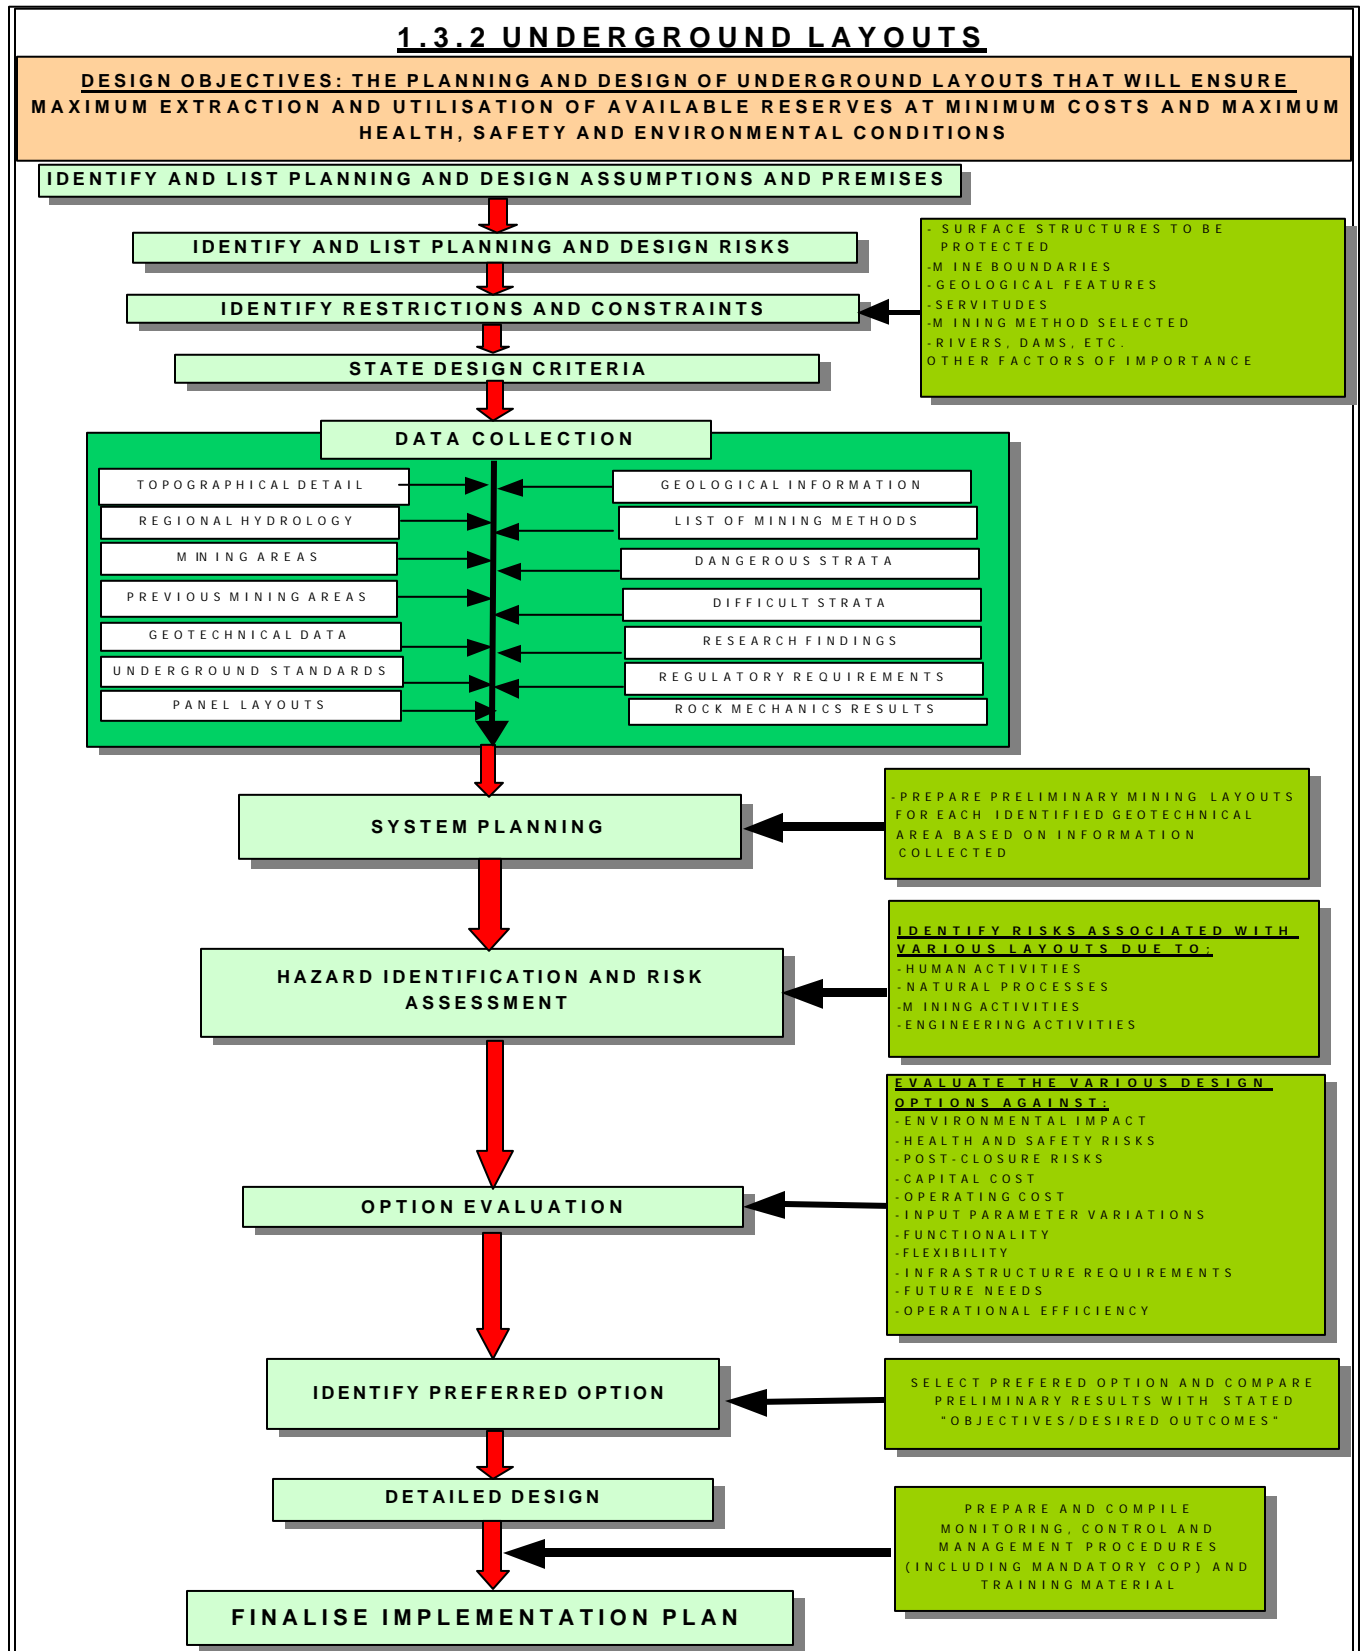 1.3.2 UNDERGROUND LAYOUTS
DESIGN OBJECTIVES: THE PLANNING AND DESIGN OF UNDERGROUND LAYOUTS THAT WILL ENSURE
MAXIMUM EXTRACTION AND UTILISATION OF AVAILABLE RESERVES AT MINIMUM COSTS AND MAXIMUM
HEALTH, SAFETY AND ENVIRONMENTAL CONDITIONS
IDENTIFY AND LIST PLANNING AND DESIGN ASSUMPTIONS AND PREMISES
IDENTIFY AND LIST PLANNING AND DESIGN RISKS
IDENTIFY RESTRICTIONS AND CONSTRAINTS
- SURFACE STRUCTURES TO BE
PROTECTED
-MINE BOUNDARIES
-GEOLOGICAL FEATURES
-SERVITUDES
-MINING METHOD SELECTED
-RIVERS, DAMS, ETC.
OTHER FACTORS OF IMPORTANCE
STATE DESIGN CRITERIA
DATA COLLECTION
TOPOGRAPHICAL DETAIL
REGIONAL HYDROLOGY
MINING AREAS
PREVIOUS MINING AREAS
GEOTECHNICAL DATA
UNDERGROUND STANDARDS
PANEL LAYOUTS
GEOLOGICAL INFORMATION
LIST OF MINING METHODS
DANGEROUS STRATA
DIFFICULT STRATA
RESEARCH FINDINGS
REGULATORY REQUIREMENTS
ROCK MECHANICS RESULTS
SYSTEM PLANNING
-PREPARE PRELIMINARY MINING LAYOUTS
FOR EACH IDENTIFIED GEOTECHNICAL
AREA BASED ON INFORMATION
COLLECTED
HAZARD IDENTIFICATION AND RISK
ASSESSMENT
IDENTIFY RISKS ASSOCIATED WITH
VARIOUS LAYOUTS DUE TO:
-HUMAN ACTIVITIES
-NATURAL PROCESSES
-MINING ACTIVITIES
-ENGINEERING ACTIVITIES
OPTION EVALUATION
EVALUATE THE VARIOUS DESIGN
OPTIONS AGAINST:
-ENVIRONMENTAL IMPACT
-HEALTH AND SAFETY RISKS
-POST-CLOSURE RISKS
-CAPITAL COST
-OPERATING COST
-INPUT PARAMETER VARIATIONS
-FUNCTIONALITY
-FLEXIBILITY
-INFRASTRUCTURE REQUIREMENTS
-FUTURE NEEDS
-OPERATIONAL EFFICIENCY
IDENTIFY PREFERRED OPTION
SELECT PREFERED OPTION AND COMPARE
PRELIMINARY RESULTS WITH STATED
"OBJECTIVES/DESIRED OUTCOMES"
DETAILED DESIGN
PREPARE AND COMPILE
MONITORING, CONTROL AND
MANAGEMENT PROCEDURES
(INCLUDING MANDATORY COP) AND
TRAINING MATERIAL
FINALISE IMPLEMENTATION PLAN